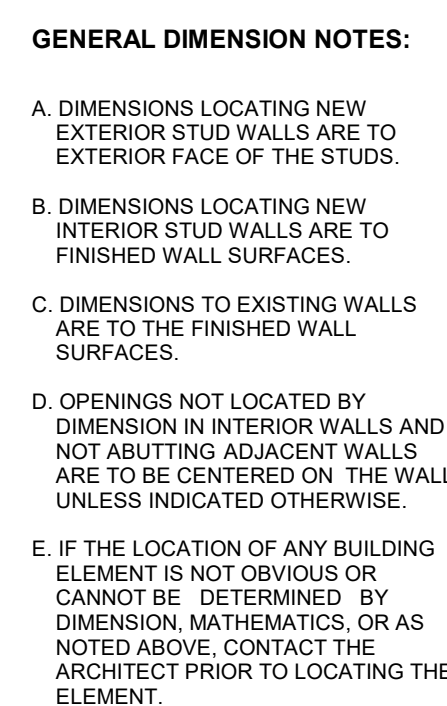 GENERAL DIMENSION NOTES:
A. DIMENSIONS LOCATING NEW
EXTERIOR STUD WALLS ARE TO
EXTERIOR FACE OF THE STUDS.
B. DIMENSIONS LOCATING NEW
INTERIOR STUD WALLS ARE TO
FINISHED WALL SURFACES.
C. DIMENSIONS TO EXISTING WALLS
ARE TO THE FINISHED WALL
SURFACES.
D. OPENINGS NOT LOCATED BY
DIMENSION IN INTERIOR WALLS AND
NOT ABUTTING ADJACENT WALLS
ARE TO BE CENTERED ON THE WALL
UNLESS INDICATED OTHERWISE.
E. IF THE LOCATION OF ANY BUILDING
ELEMENT IS NOT OBVIOUS OR
CANNOT BE DETERMINED BY
DIMENSION, MATHEMATICS, OR AS
NOTED ABOVE, CONTACT THE
ARCHITECT PRIOR TO LOCATING THE
ELEMENT.